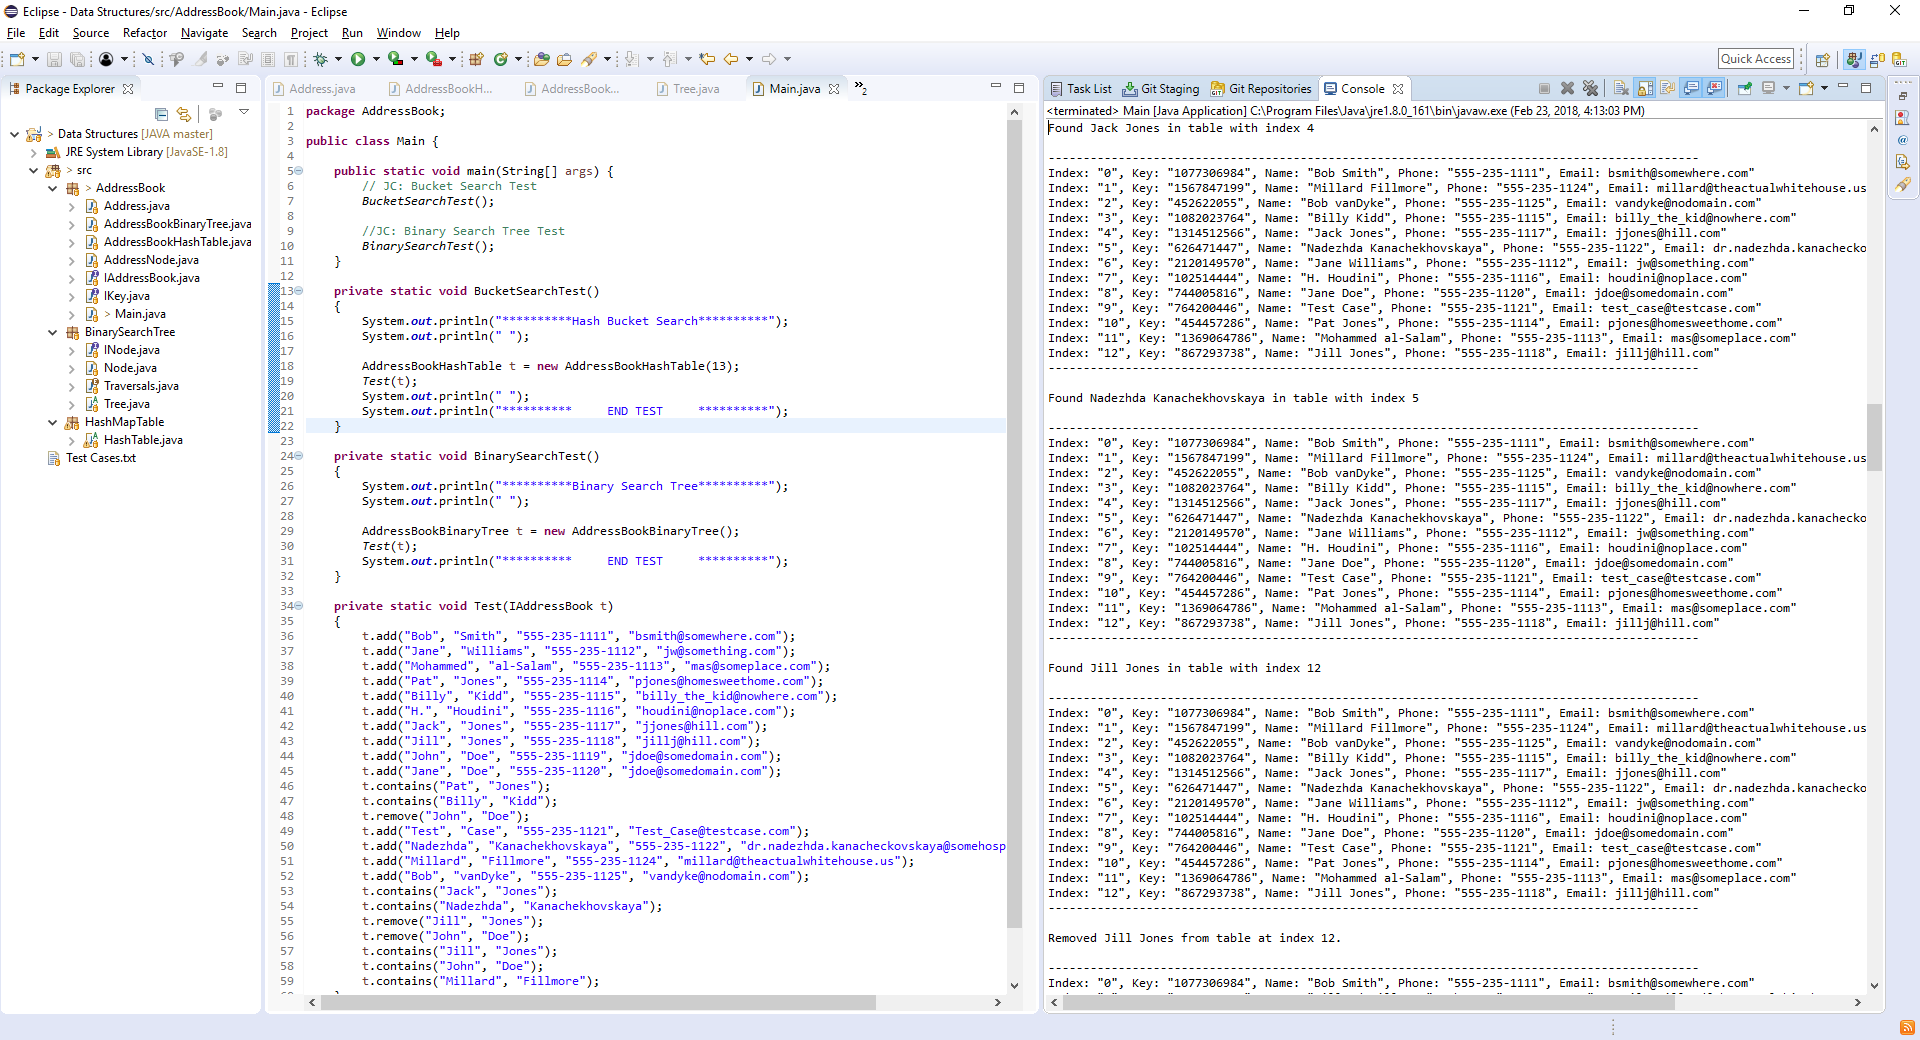 Eclipse - Data Structures/src/AddressBook/Main.java - Eclipse
File Edit Source Refactor Navigate Search Project Run Window Help
Quick Access
Package Explorer
> Data Structures [JAVA master]
JRE System Library [JavaSE-1.8]
> src
> AddressBook
Address.java
AddressBookBinaryTree.java
AddressBookHashTable.java
AddressNode.java
IAddressBook.java
IKey.java
> Main.java
BinarySearchTree
INode.java
Node.java
Traversals.java
Tree.java
HashMapTable
HashTable.java
Test Cases.txt
Address.java AddressBookH... AddressBook... Tree.java Main.java »2
1 package AddressBook;
2
3 public class Main {
4
5 public static void main(String[] args) {
6 // JC: Bucket Search Test
7 BucketSearchTest();
8
9 //JC: Binary Search Tree Test
10 BinarySearchTest();
11 }
12
13 private static void BucketSearchTest()
14 {
15 System.out.println("**********Hash Bucket Search**********");
16 System.out.println(" ");
17
18 AddressBookHashTable t = new AddressBookHashTable(13);
19 Test(t);
20 System.out.println(" ");
21 System.out.println("********** END TEST **********");
22 }
23
24 private static void BinarySearchTest()
25 {
26 System.out.println("**********Binary Search Tree**********");
27 System.out.println(" ");
28
29 AddressBookBinaryTree t = new AddressBookBinaryTree();
30 Test(t);
31 System.out.println("********** END TEST **********");
32 }
33
34 private static void Test(IAddressBook t)
35 {
36 t.add("Bob", "Smith", "555-235-1111", "bsmith@somewhere.com");
37 t.add("Jane", "Williams", "555-235-1112", "jw@something.com");
38 t.add("Mohammed", "al-Salam", "555-235-1113", "mas@someplace.com");
39 t.add("Pat", "Jones", "555-235-1114", "pjones@homesweethome.com");
40 t.add("Billy", "Kidd", "555-235-1115", "billy_the_kid@nowhere.com");
41 t.add("H.", "Houdini", "555-235-1116", "houdini@noplace.com");
42 t.add("Jack", "Jones", "555-235-1117", "jjones@hill.com");
43 t.add("Jill", "Jones", "555-235-1118", "jillj@hill.com");
44 t.add("John", "Doe", "555-235-1119", "jdoe@somedomain.com");
45 t.add("Jane", "Doe", "555-235-1120", "jdoe@somedomain.com");
46 t.contains("Pat", "Jones");
47 t.contains("Billy", "Kidd");
48 t.remove("John", "Doe");
49 t.add("Test", "Case", "555-235-1121", "Test_Case@testcase.com");
50 t.add("Nadezhda", "Kanachekhovskaya", "555-235-1122", "dr.nadezhda.kanacheckovskaya@somehosp
51 t.add("Millard", "Fillmore", "555-235-1124", "millard@theactualwhitehouse.us");
52 t.add("Bob", "vanDyke", "555-235-1125", "vandyke@nodomain.com");
53 t.contains("Jack", "Jones");
54 t.contains("Nadezhda", "Kanachekhovskaya");
55 t.remove("Jill", "Jones");
56 t.remove("John", "Doe");
57 t.contains("Jill", "Jones");
58 t.contains("John", "Doe");
59 t.contains("Millard", "Fillmore");
Task List Git Staging Git Repositories Console
<terminated> Main [Java Application] C:\Program Files\Java\jre1.8.0_161\bin\javaw.exe (Feb 23, 2018, 4:13:03 PM)
Found Jack Jones in table with index 4
---------------------------------------------------------------------------------------------
Index: "0", Key: "1077306984", Name: "Bob Smith", Phone: "555-235-1111", Email: bsmith@somewhere.com"
Index: "1", Key: "1567847199", Name: "Millard Fillmore", Phone: "555-235-1124", Email: millard@theactualwhitehouse.us
Index: "2", Key: "452622055", Name: "Bob vanDyke", Phone: "555-235-1125", Email: vandyke@nodomain.com"
Index: "3", Key: "1082023764", Name: "Billy Kidd", Phone: "555-235-1115", Email: billy_the_kid@nowhere.com"
Index: "4", Key: "1314512566", Name: "Jack Jones", Phone: "555-235-1117", Email: jjones@hill.com"
Index: "5", Key: "626471447", Name: "Nadezhda Kanachekhovskaya", Phone: "555-235-1122", Email: dr.nadezhda.kanachecko
Index: "6", Key: "2120149570", Name: "Jane Williams", Phone: "555-235-1112", Email: jw@something.com"
Index: "7", Key: "102514444", Name: "H. Houdini", Phone: "555-235-1116", Email: houdini@noplace.com"
Index: "8", Key: "744005816", Name: "Jane Doe", Phone: "555-235-1120", Email: jdoe@somedomain.com"
Index: "9", Key: "764200446", Name: "Test Case", Phone: "555-235-1121", Email: test_case@testcase.com"
Index: "10", Key: "454457286", Name: "Pat Jones", Phone: "555-235-1114", Email: pjones@homesweethome.com"
Index: "11", Key: "1369064786", Name: "Mohammed al-Salam", Phone: "555-235-1113", Email: mas@someplace.com"
Index: "12", Key: "867293738", Name: "Jill Jones", Phone: "555-235-1118", Email: jillj@hill.com"
---------------------------------------------------------------------------------------------
Found Nadezhda Kanachekhovskaya in table with index 5
---------------------------------------------------------------------------------------------
Index: "0", Key: "1077306984", Name: "Bob Smith", Phone: "555-235-1111", Email: bsmith@somewhere.com"
Index: "1", Key: "1567847199", Name: "Millard Fillmore", Phone: "555-235-1124", Email: millard@theactualwhitehouse.us
Index: "2", Key: "452622055", Name: "Bob vanDyke", Phone: "555-235-1125", Email: vandyke@nodomain.com"
Index: "3", Key: "1082023764", Name: "Billy Kidd", Phone: "555-235-1115", Email: billy_the_kid@nowhere.com"
Index: "4", Key: "1314512566", Name: "Jack Jones", Phone: "555-235-1117", Email: jjones@hill.com"
Index: "5", Key: "626471447", Name: "Nadezhda Kanachekhovskaya", Phone: "555-235-1122", Email: dr.nadezhda.kanachecko
Index: "6", Key: "2120149570", Name: "Jane Williams", Phone: "555-235-1112", Email: jw@something.com"
Index: "7", Key: "102514444", Name: "H. Houdini", Phone: "555-235-1116", Email: houdini@noplace.com"
Index: "8", Key: "744005816", Name: "Jane Doe", Phone: "555-235-1120", Email: jdoe@somedomain.com"
Index: "9", Key: "764200446", Name: "Test Case", Phone: "555-235-1121", Email: test_case@testcase.com"
Index: "10", Key: "454457286", Name: "Pat Jones", Phone: "555-235-1114", Email: pjones@homesweethome.com"
Index: "11", Key: "1369064786", Name: "Mohammed al-Salam", Phone: "555-235-1113", Email: mas@someplace.com"
Index: "12", Key: "867293738", Name: "Jill Jones", Phone: "555-235-1118", Email: jillj@hill.com"
---------------------------------------------------------------------------------------------
Found Jill Jones in table with index 12
---------------------------------------------------------------------------------------------
Index: "0", Key: "1077306984", Name: "Bob Smith", Phone: "555-235-1111", Email: bsmith@somewhere.com"
Index: "1", Key: "1567847199", Name: "Millard Fillmore", Phone: "555-235-1124", Email: millard@theactualwhitehouse.us
Index: "2", Key: "452622055", Name: "Bob vanDyke", Phone: "555-235-1125", Email: vandyke@nodomain.com"
Index: "3", Key: "1082023764", Name: "Billy Kidd", Phone: "555-235-1115", Email: billy_the_kid@nowhere.com"
Index: "4", Key: "1314512566", Name: "Jack Jones", Phone: "555-235-1117", Email: jjones@hill.com"
Index: "5", Key: "626471447", Name: "Nadezhda Kanachekhovskaya", Phone: "555-235-1122", Email: dr.nadezhda.kanachecko
Index: "6", Key: "2120149570", Name: "Jane Williams", Phone: "555-235-1112", Email: jw@something.com"
Index: "7", Key: "102514444", Name: "H. Houdini", Phone: "555-235-1116", Email: houdini@noplace.com"
Index: "8", Key: "744005816", Name: "Jane Doe", Phone: "555-235-1120", Email: jdoe@somedomain.com"
Index: "9", Key: "764200446", Name: "Test Case", Phone: "555-235-1121", Email: test_case@testcase.com"
Index: "10", Key: "454457286", Name: "Pat Jones", Phone: "555-235-1114", Email: pjones@homesweethome.com"
Index: "11", Key: "1369064786", Name: "Mohammed al-Salam", Phone: "555-235-1113", Email: mas@someplace.com"
Index: "12", Key: "867293738", Name: "Jill Jones", Phone: "555-235-1118", Email: jillj@hill.com"
---------------------------------------------------------------------------------------------
Removed Jill Jones from table at index 12.
---------------------------------------------------------------------------------------------
Index: "0", Key: "1077306984", Name: "Bob Smith", Phone: "555-235-1111", Email: bsmith@somewhere.com"